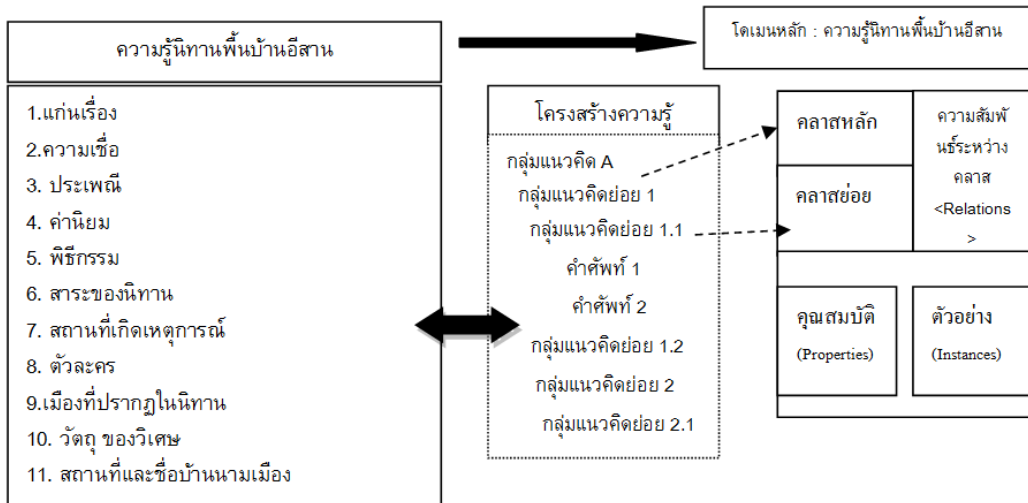 ความรู้นิทานพื้นบ้านอีสาน
1.แก่นเรื่อง
2.ความเชื่อ
3. ประเพณี
4. ค่านิยม
5. พิธีกรรม
6. สาระของนิทาน
7. สถานที่เกิดเหตุการณ์
8. ตัวละคร
9.เมืองที่ปรากฏในนิทาน
10. วัตถุ ของวิเศษ
11. สถานที่และชื่อบ้านนามเมือง
โครงสร้างความรู้
กลุ่มแนวคิด A
กลุ่มแนวคิดย่อย 1
กลุ่มแนวคิดย่อย 1.1
คำศัพท์ 1
คำศัพท์ 2
กลุ่มแนวคิดย่อย 1.2
กลุ่มแนวคิดย่อย 2
กลุ่มแนวคิดย่อย 2.1
โดเมนหลัก : ความรู้นิทานพื้นบ้านอีสาน
คลาสหลัก
คลาสย่อย
ความสัมพั
นธ์ระหว่าง
คลาส
<Relations
>
คุณสมบัติ
(Properties)
ตัวอย่าง
(Instances)